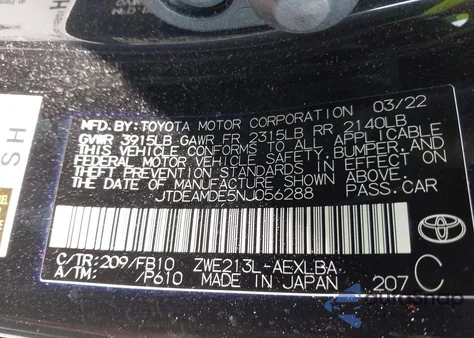 MFD. BY: TOYOTA MOTOR CORPORATION 03/22
GVWR 3915LB GAWR FR 2315LB RR 2140LB
THIS VEHICLE CONFORMS TO ALL APPLICABLE
FEDERAL MOTOR VEHICLE SAFETY, BUMPER, AND
THEFT PREVENTION STANDARDS IN EFFECT ON
THE DATE OF MANUFACTURE SHOWN ABOVE.
JTDEAMDE5NJ056288 PASS.CAR
C/TR: 209/FB10 ZWE213L-AEXLBA
A/TM: /P610 MADE IN JAPAN 207 C
TOYOTA
H
S